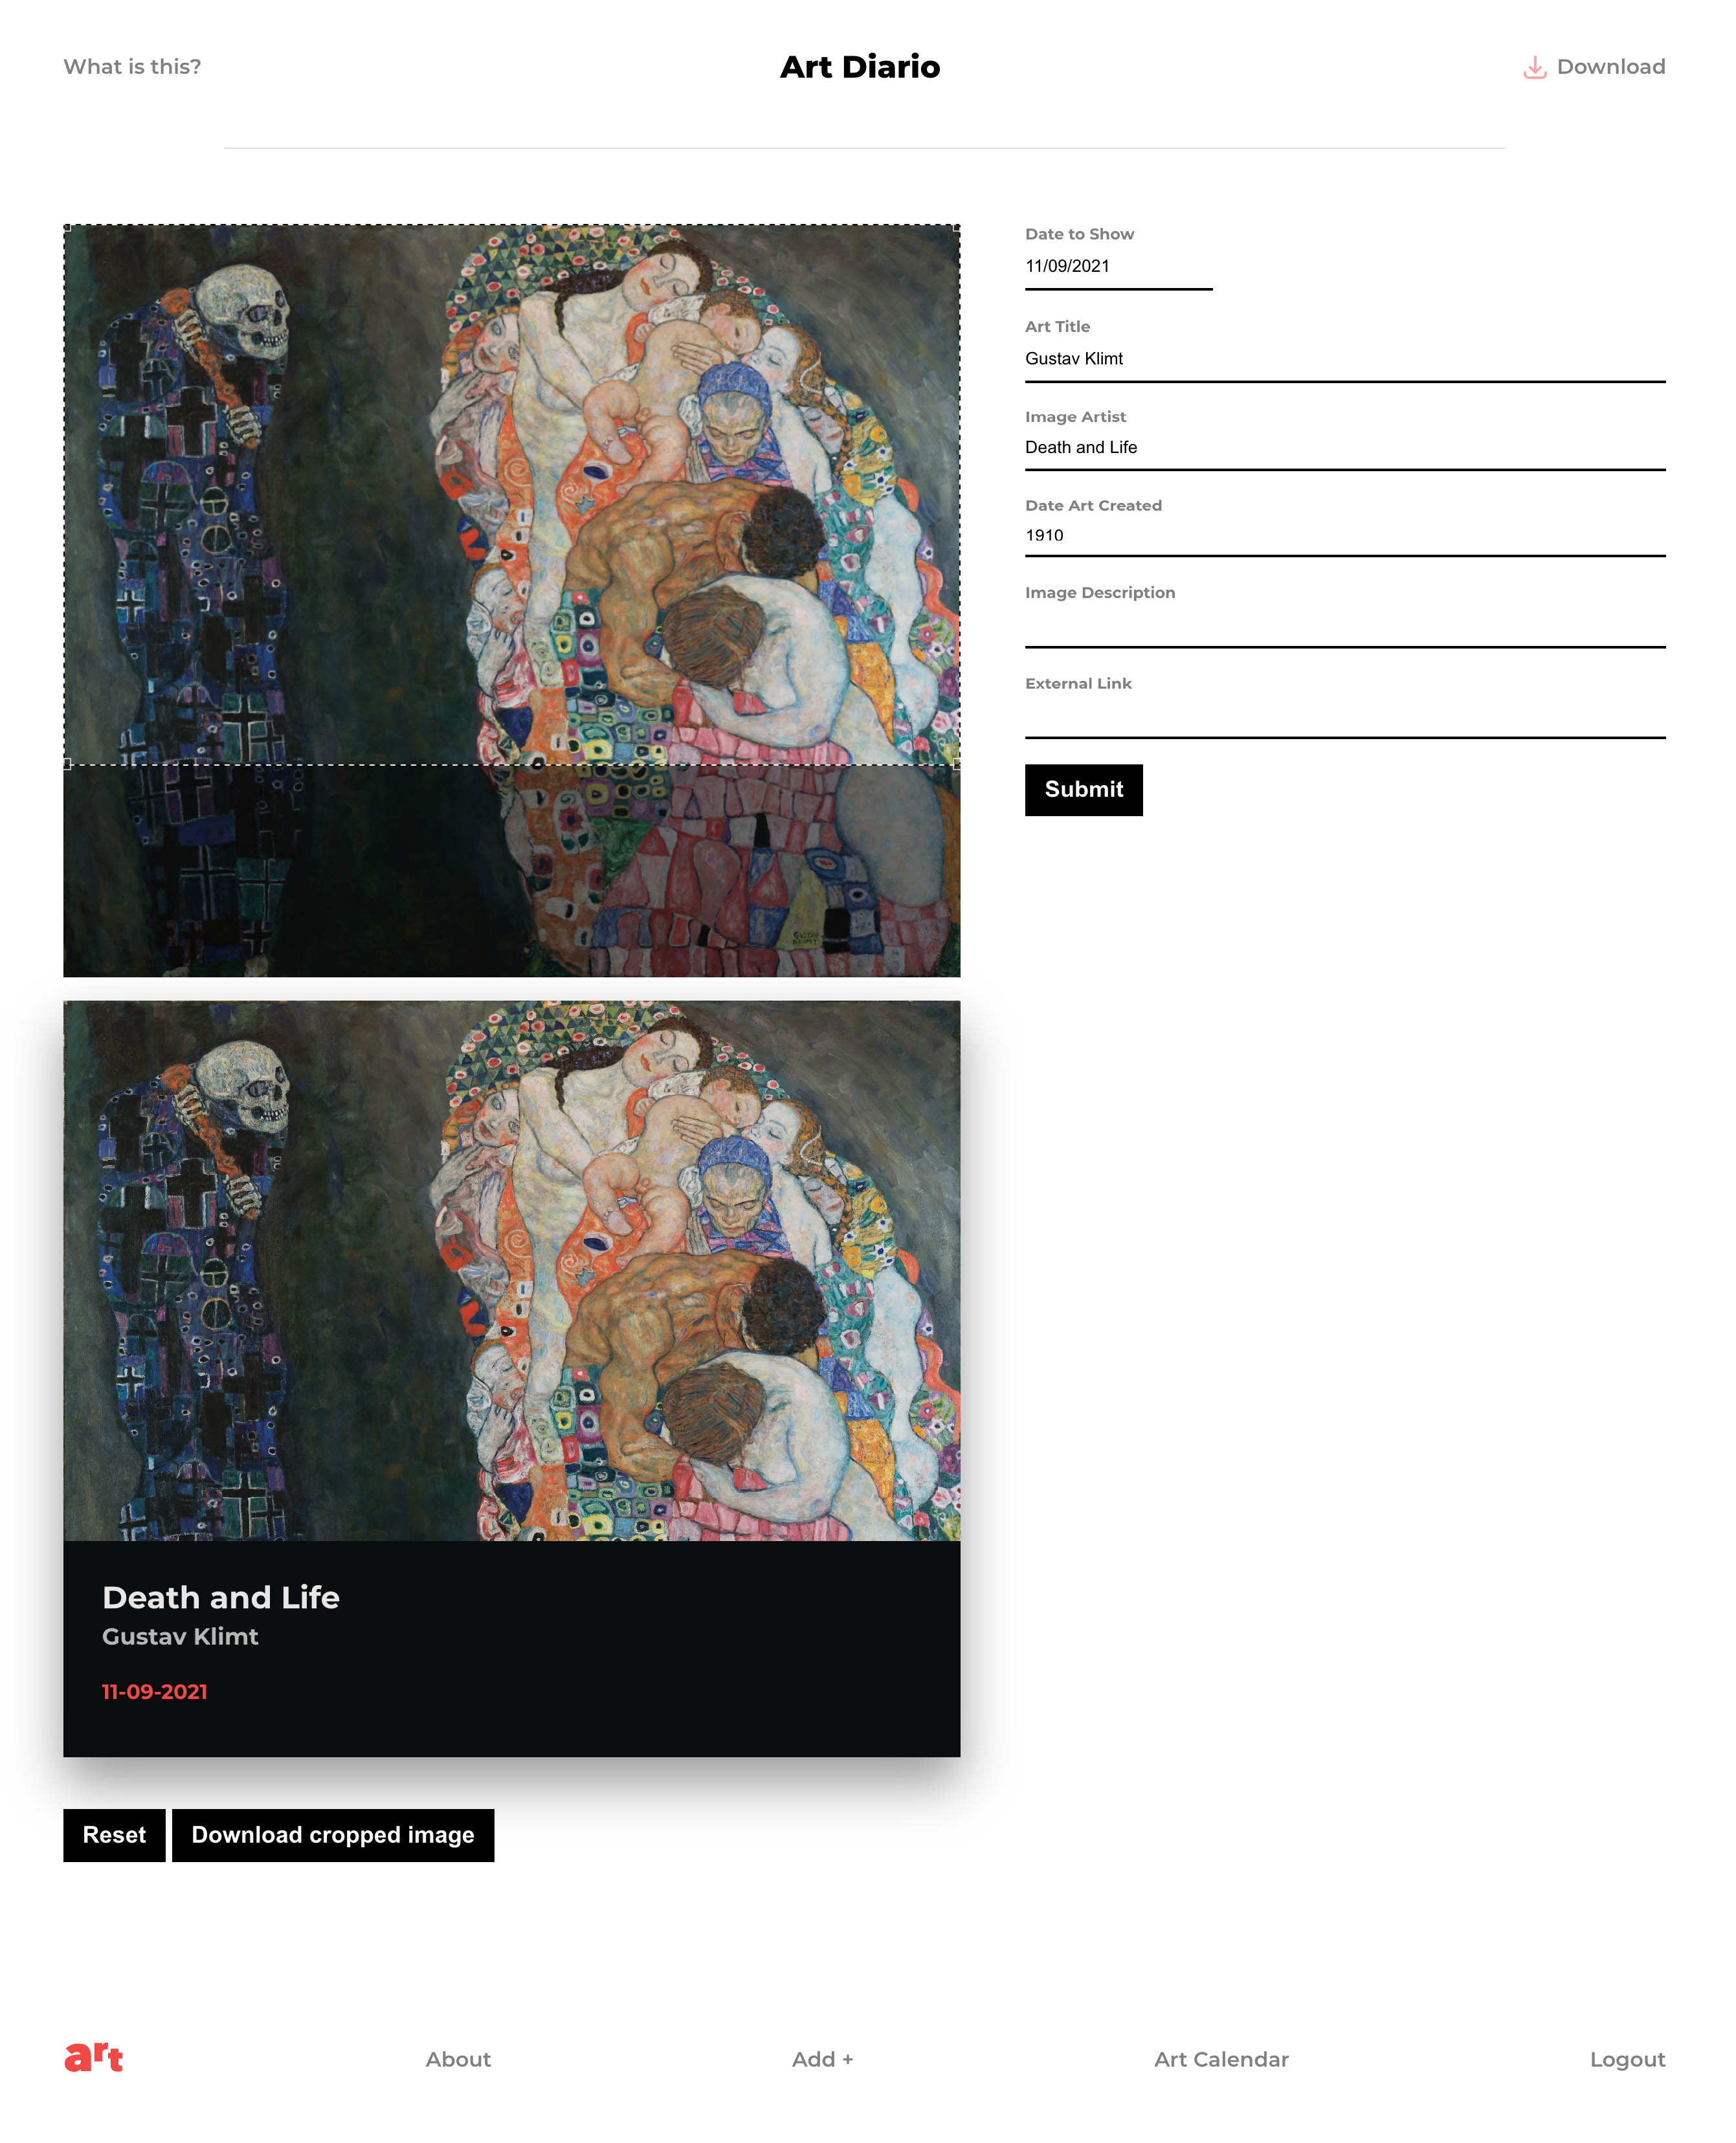 What is this?
Art Diario
Download
Date to Show
11/09/2021
Art Title
Gustav Klimt
Image Artist
Death and Life
Date Art Created
1910
Image Description
External Link
Submit
GUSTAV
KLIMT
Death and Life
Gustav Klimt
11-09-2021
Reset
Download cropped image
art
About
Add +
Art Calendar
Logout